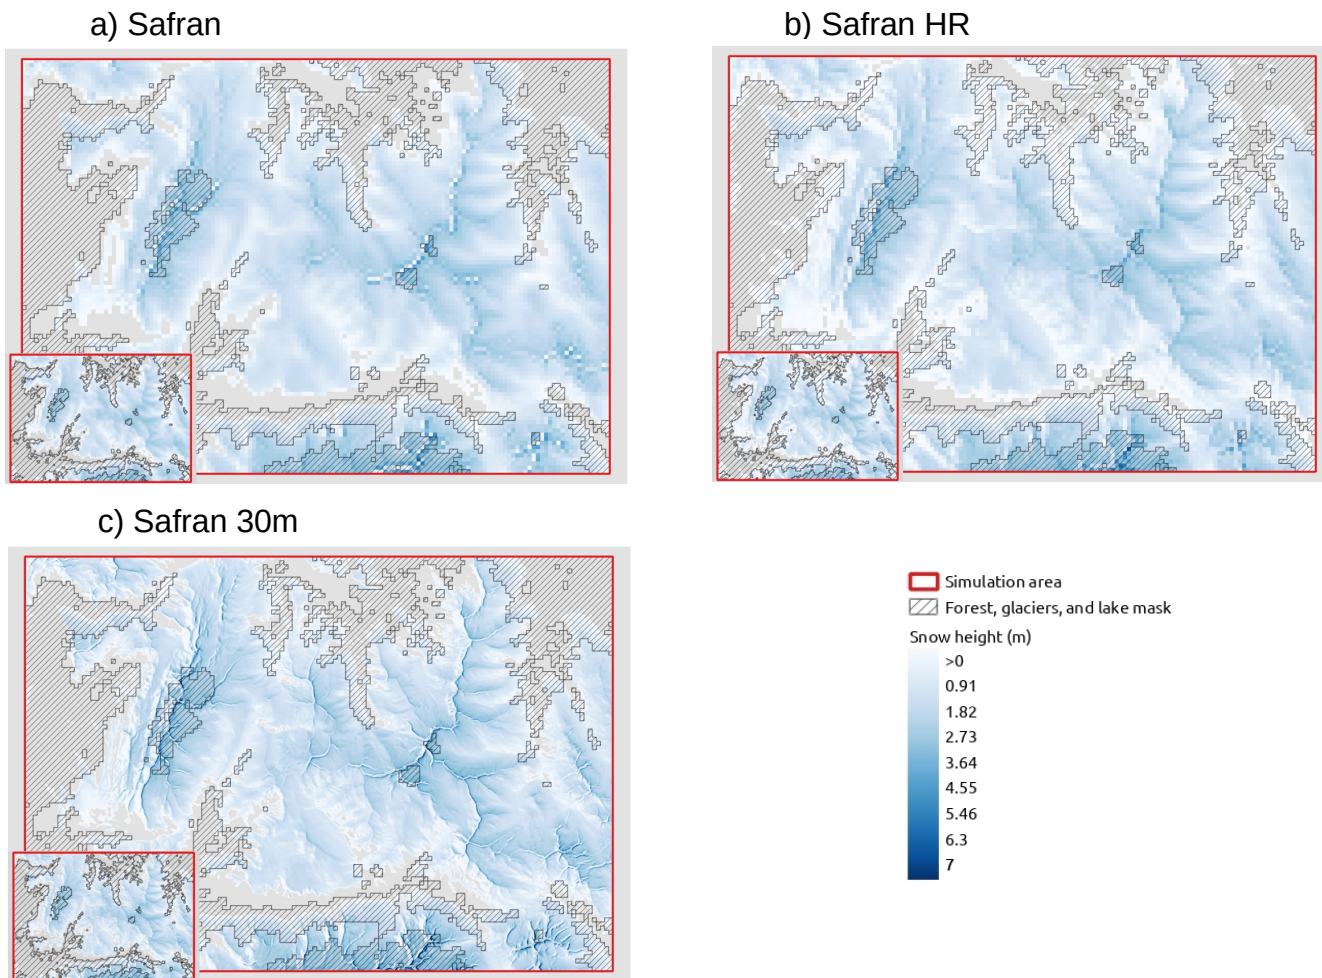 a) Safran
b) Safran HR
c) Safran 30m
Simulation area
Forest, glaciers, and lake mask
Snow height (m)
>0
0.91
1.82
2.73
3.64
4.55
5.46
6.3
7